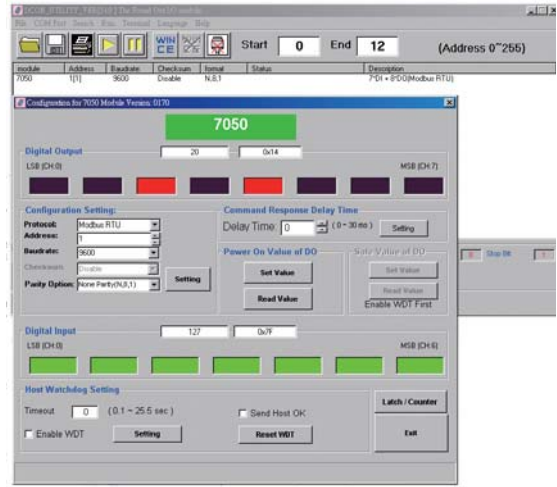 DCON_UTILITY
File COM Port Search Run Terminal Language Help
WIN CE
Start 0 End 12 (Address 0~255)
module Address Baudrate Checksum format Status Description
7050 1[1] 9600 Disable N,8,1 7*DI + 8*DO(Modbus RTU)
Configuration for 7050 Module Version: 0170
7050
Digital Output 20 0x14
LSB (CH:0) MSB (CH:7)
Configuration Setting: Command Response Delay Time
Protocol: Modbus RTU
Address: 1
Delay Time: 0 ( 0 ~ 30 ms ) Setting
Baudrate: 9600
Power On Value of DO Safe Value of DO
Checksum: Disable
Set Value Set Value
Parity Option: None Parity(N,8,1) Setting
Read Value Read Value
Enable WDT First
0 Stop Bit 1
Digital Input 127 0x7F
LSB (CH:0) MSB (CH:6)
Host Watchdog Setting
Latch / Counter
Timeout 0 ( 0.1 ~ 25.5 sec ) Send Host OK
Enable WDT Setting Reset WDT Exit